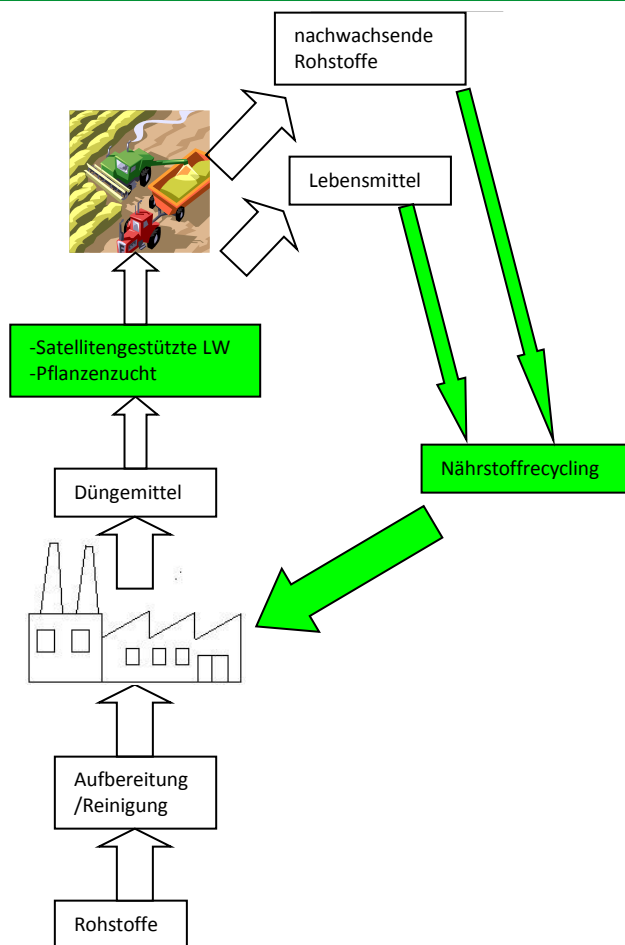 nachwachsende
Rohstoffe
Lebensmittel
-Satellitengestützte LW
-Pflanzenzucht
Nährstoffrecycling
Düngemittel
Aufbereitung
/Reinigung
Rohstoffe